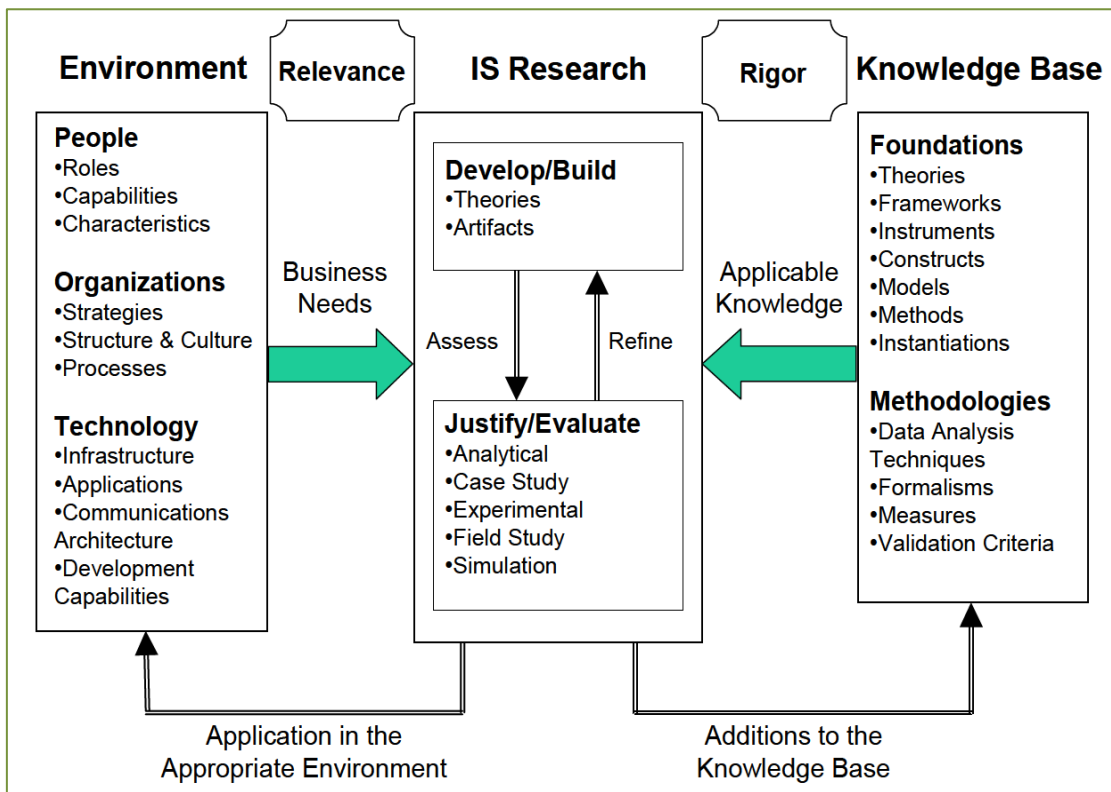 Environment
Relevance
IS Research
Rigor
Knowledge Base
People
•Roles
•Capabilities
•Characteristics
Organizations
•Strategies
•Structure & Culture
•Processes
Technology
•Infrastructure
•Applications
•Communications
Architecture
•Development
Capabilities
Business
Needs
Develop/Build
•Theories
•Artifacts
Assess
Refine
Justify/Evaluate
•Analytical
•Case Study
•Experimental
•Field Study
•Simulation
Applicable
Knowledge
Foundations
•Theories
•Frameworks
•Instruments
•Constructs
•Models
•Methods
•Instantiations
Methodologies
•Data Analysis
Techniques
•Formalisms
•Measures
•Validation Criteria
Application in the
Appropriate Environment
Additions to the
Knowledge Base